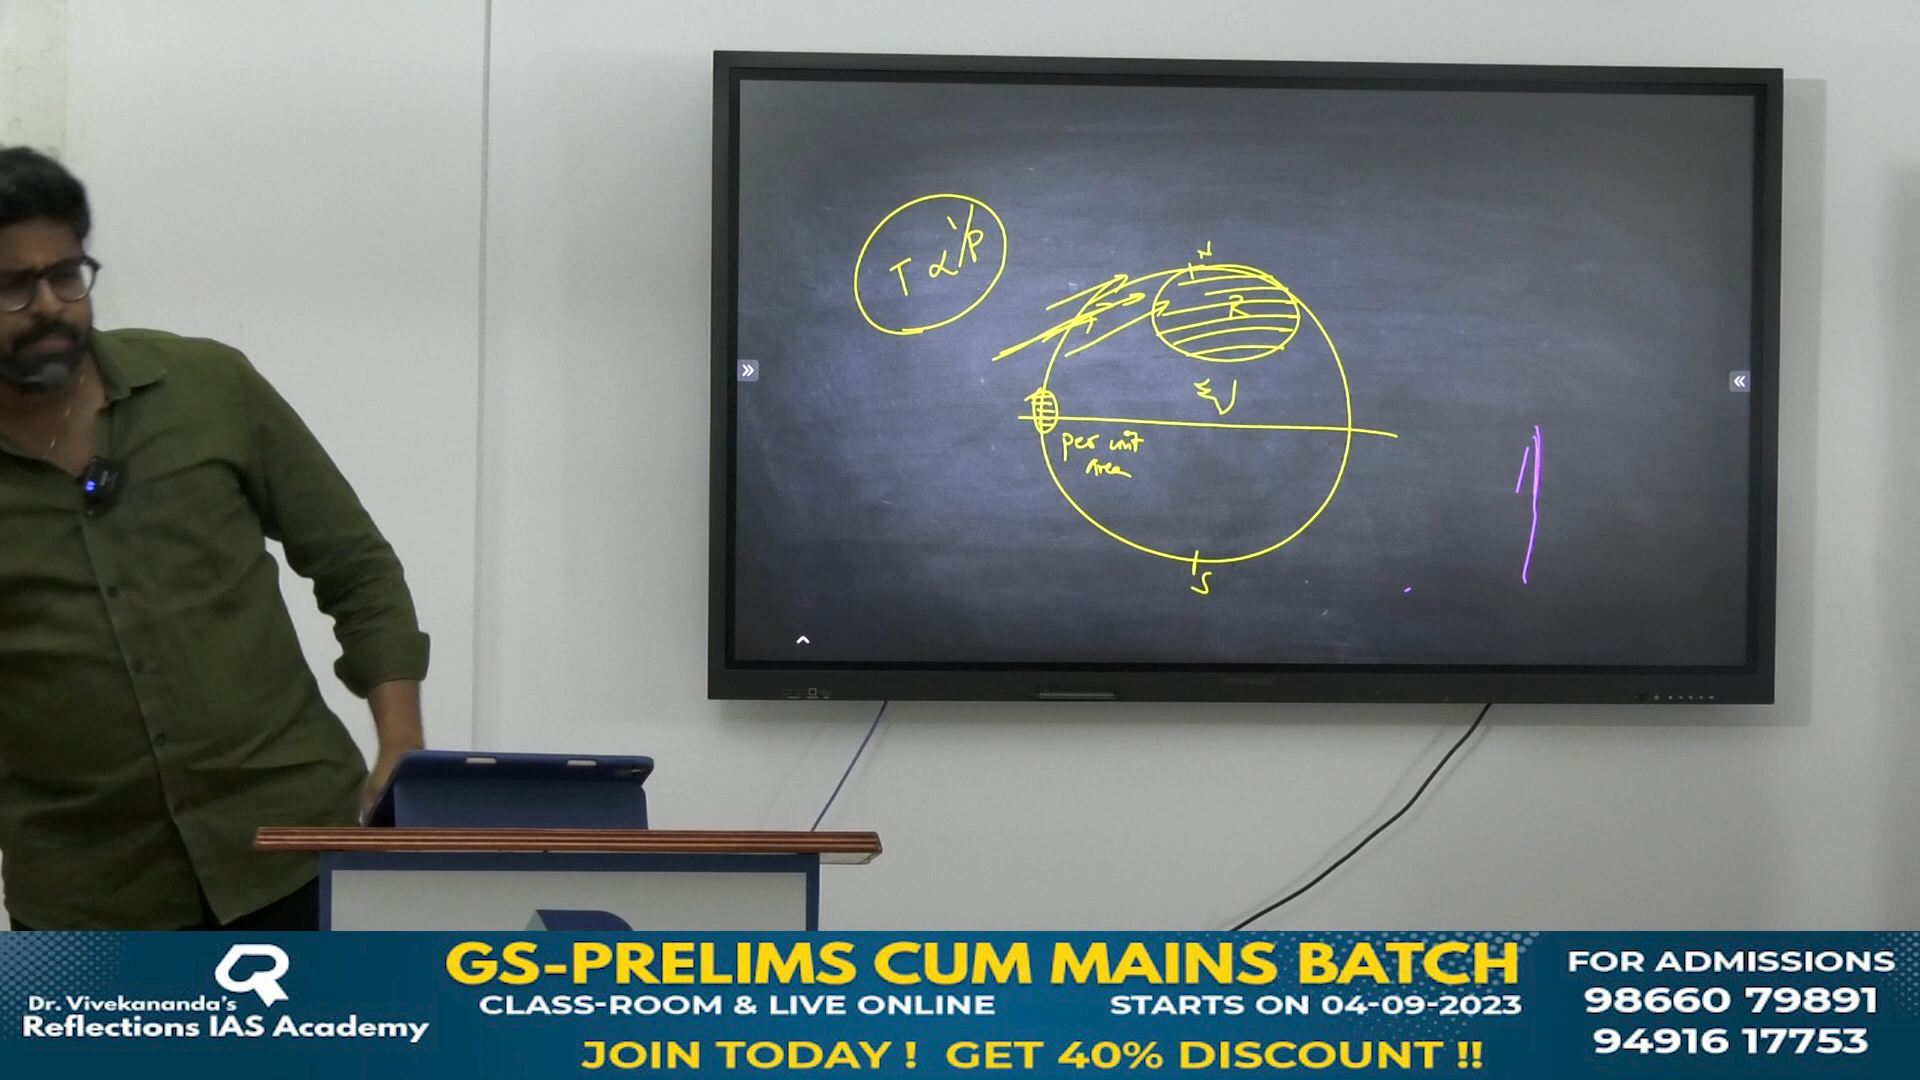 T α 1/P
N
R
per unit
Area
S
Dr. Vivekananda's
Reflections IAS Academy
GS-PRELIMS CUM MAINS BATCH
CLASS-ROOM & LIVE ONLINE STARTS ON 04-09-2023
JOIN TODAY ! GET 40% DISCOUNT !!
FOR ADMISSIONS
98660 79891
94916 17753